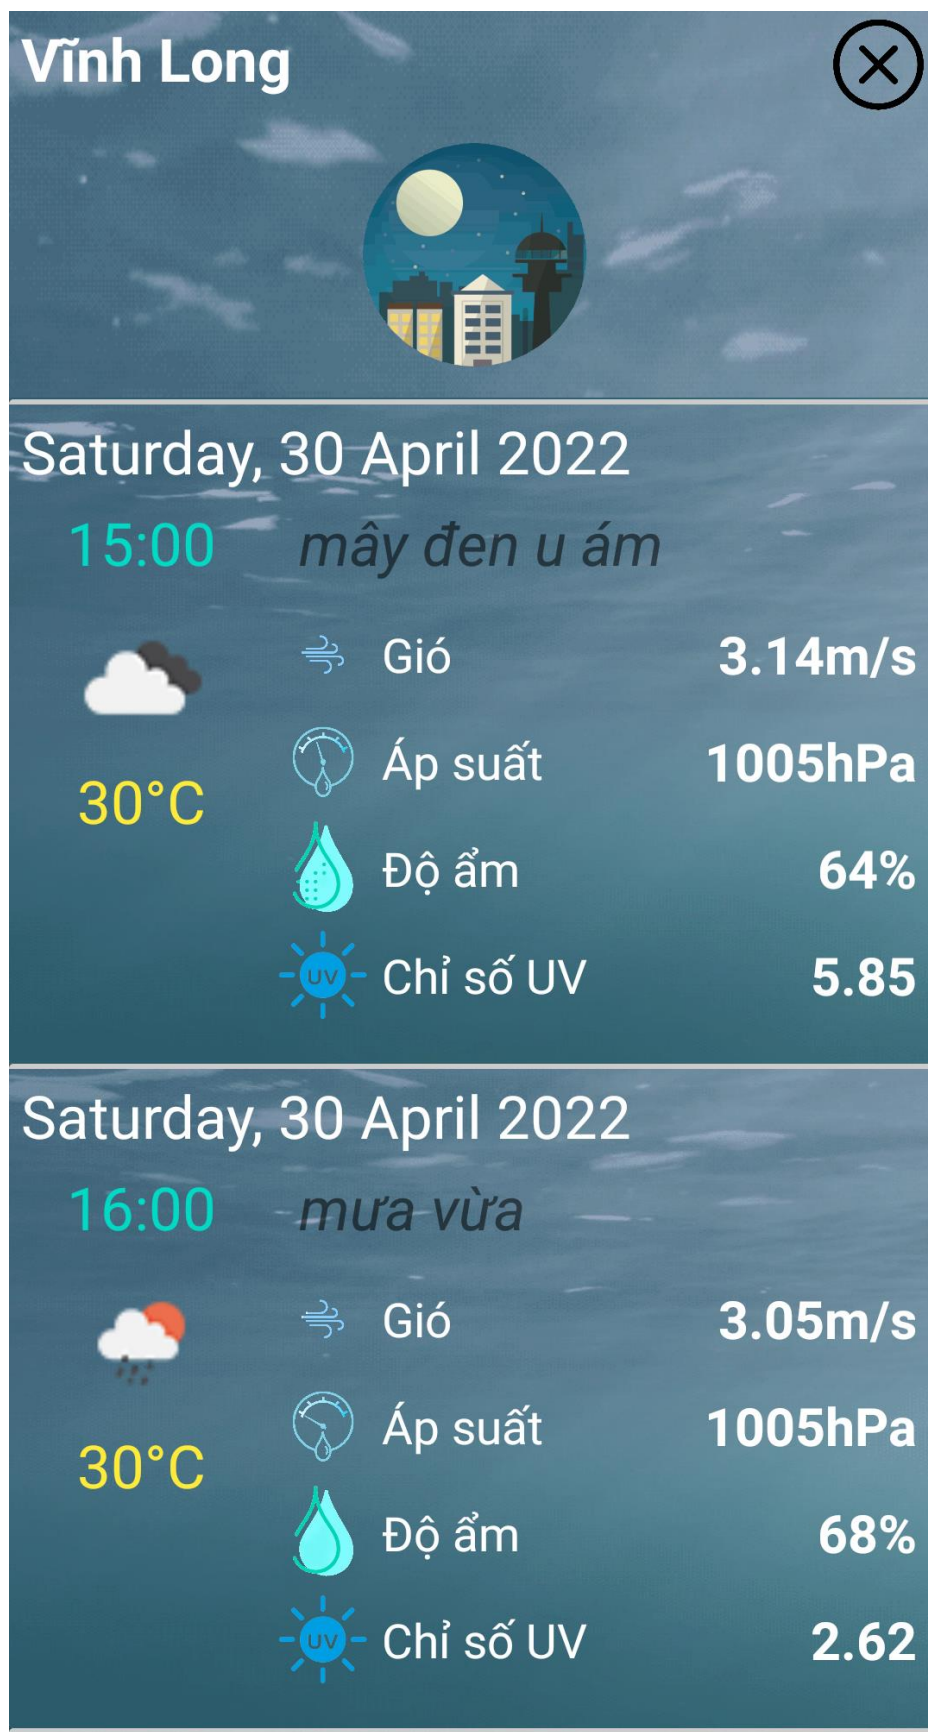 Vĩnh Long
Saturday, 30 April 2022
15:00 mây đen u ám
Gió 3.14m/s
Áp suất 1005hPa
30°C
Độ ẩm 64%
UV Chỉ số UV 5.85
Saturday, 30 April 2022
16:00 mưa vừa
Gió 3.05m/s
Áp suất 1005hPa
30°C
Độ ẩm 68%
UV Chỉ số UV 2.62